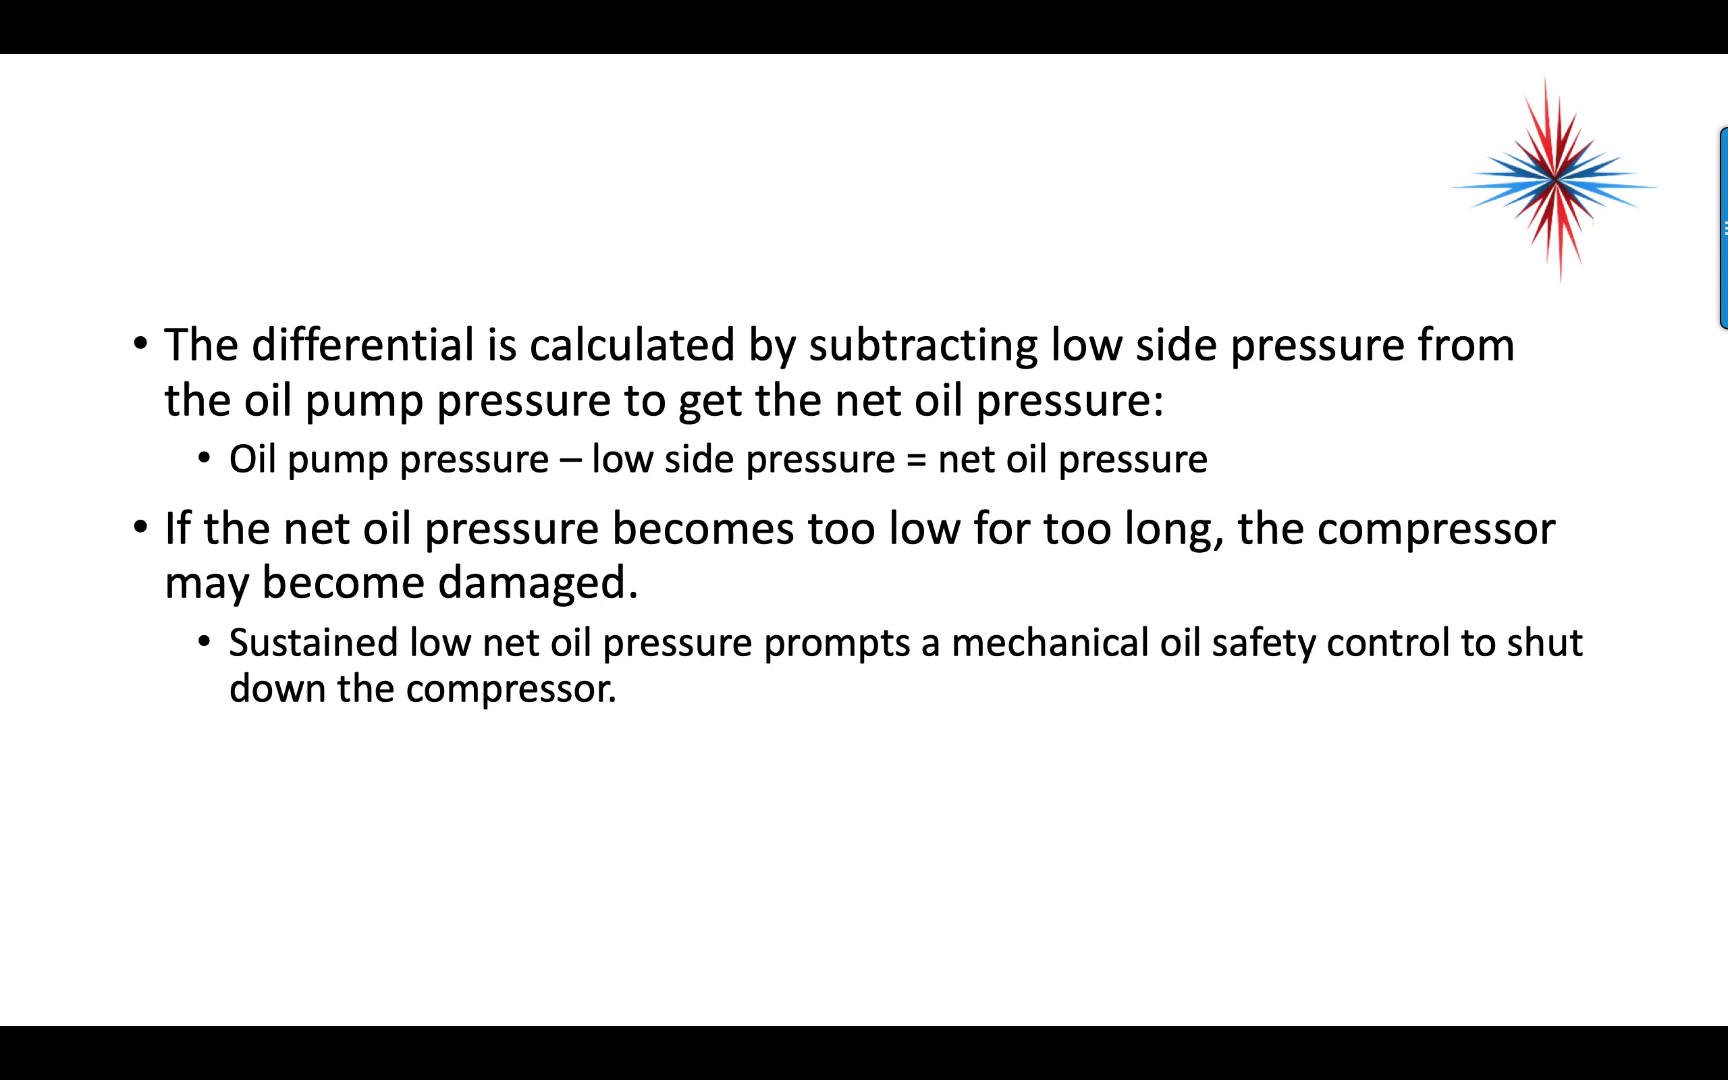 • The differential is calculated by subtracting low side pressure from
the oil pump pressure to get the net oil pressure:
• Oil pump pressure – low side pressure = net oil pressure
• If the net oil pressure becomes too low for too long, the compressor
may become damaged.
• Sustained low net oil pressure prompts a mechanical oil safety control to shut
down the compressor.